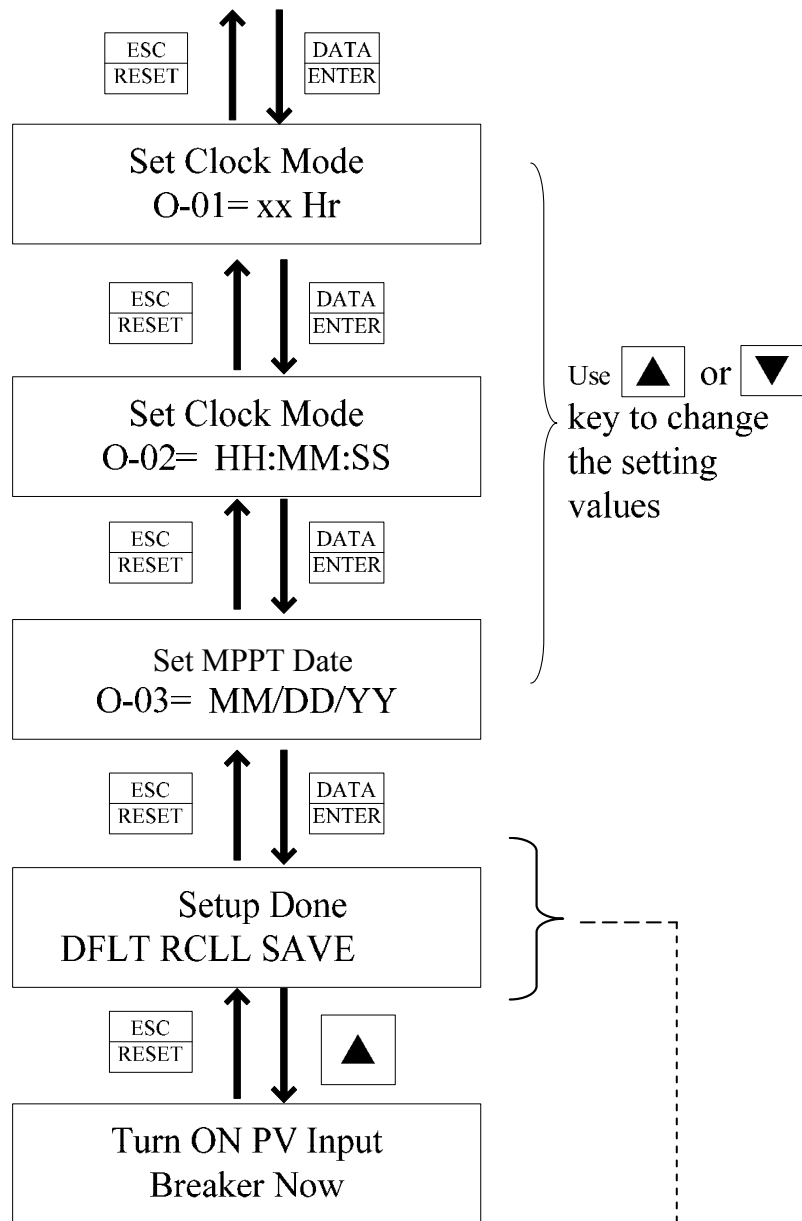 ESC
RESET
DATA
ENTER
Set Clock Mode
O-01= xx Hr
ESC
RESET
DATA
ENTER
Set Clock Mode
O-02= HH:MM:SS
Use ▲ or ▼
key to change
the setting
values
ESC
RESET
DATA
ENTER
Set MPPT Date
O-03= MM/DD/YY
ESC
RESET
DATA
ENTER
Setup Done
DFLT RCLL SAVE
ESC
RESET
▲
Turn ON PV Input
Breaker Now